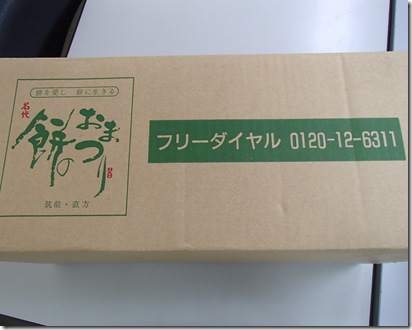 餅を愛し 餅に生きる
名代
おまつりの
餅
筑前・直方
フリーダイヤル 0120-12-6311